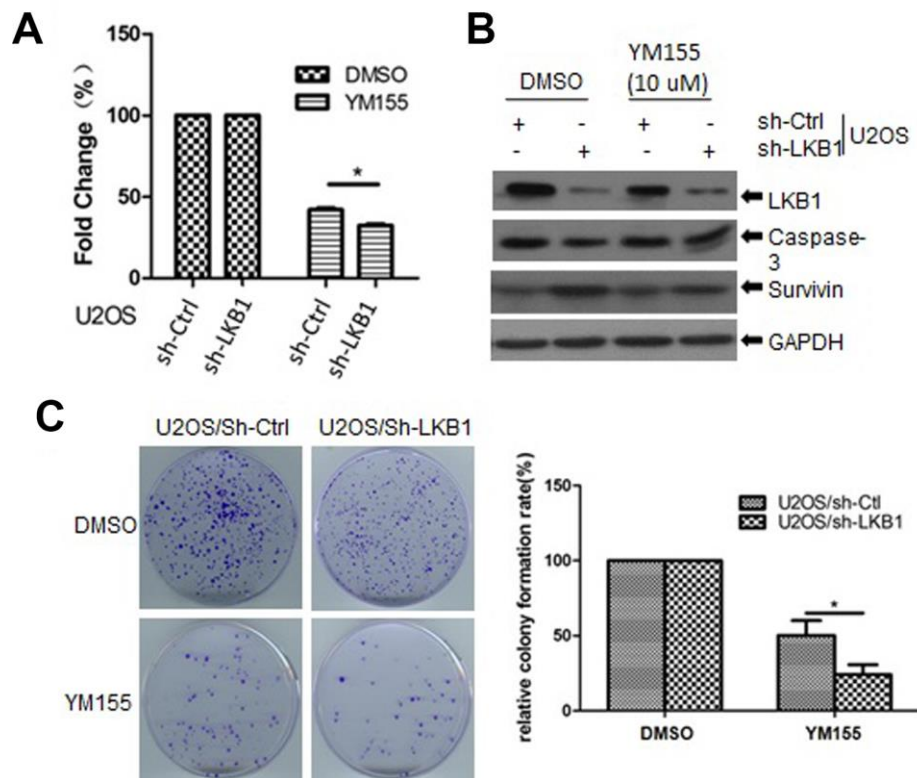 A
150
100
50
0
Fold Change (%)
DMSO
YM155
*
U2OS
sh-Ctrl
sh-LKB1
sh-Ctrl
sh-LKB1
B
DMSO
YM155
(10 uM)
+ - + - sh-Ctrl
- + - + sh-LKB1
U2OS
LKB1
Caspase-
3
Survivin
GAPDH
C
U2OS/Sh-Ctrl U2OS/Sh-LKB1
DMSO
YM155
relative colony formation rate(%)
150
100
50
0
U2OS/sh-Ctl
U2OS/sh-LKB1
*
DMSO YM155